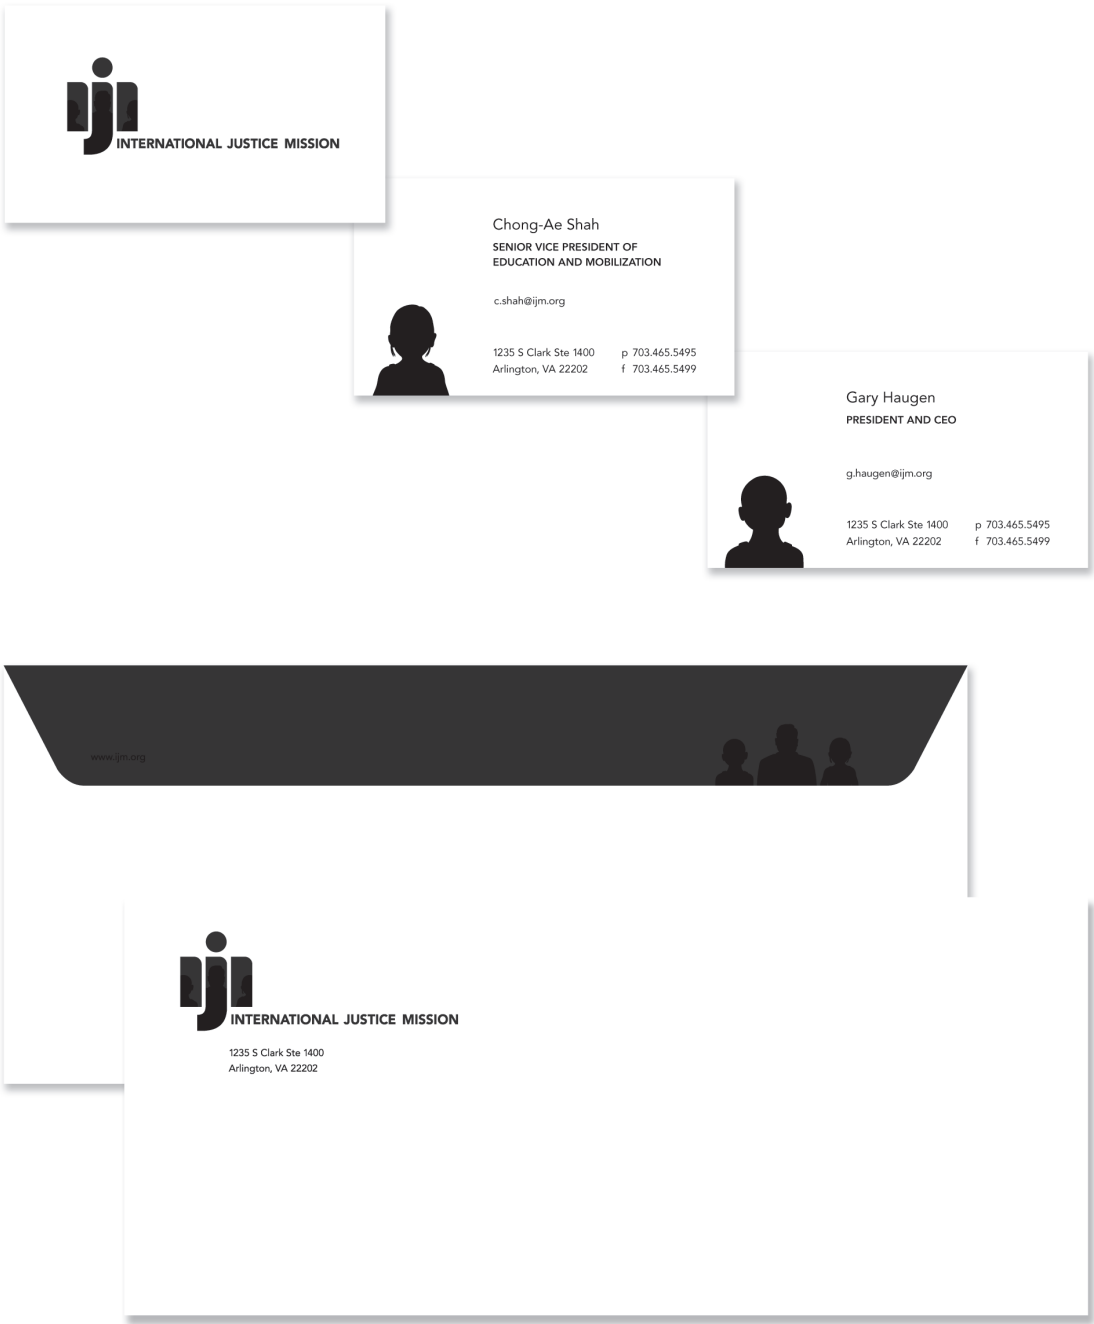 ijm
INTERNATIONAL JUSTICE MISSION
Chong-Ae Shah
SENIOR VICE PRESIDENT OF
EDUCATION AND MOBILIZATION
c.shah@ijm.org
1235 S Clark Ste 1400 p 703.465.5495
Arlington, VA 22202 f 703.465.5499
Gary Haugen
PRESIDENT AND CEO
g.haugen@ijm.org
1235 S Clark Ste 1400 p 703.465.5495
Arlington, VA 22202 f 703.465.5499
www.ijm.org
ijm
INTERNATIONAL JUSTICE MISSION
1235 S Clark Ste 1400
Arlington, VA 22202